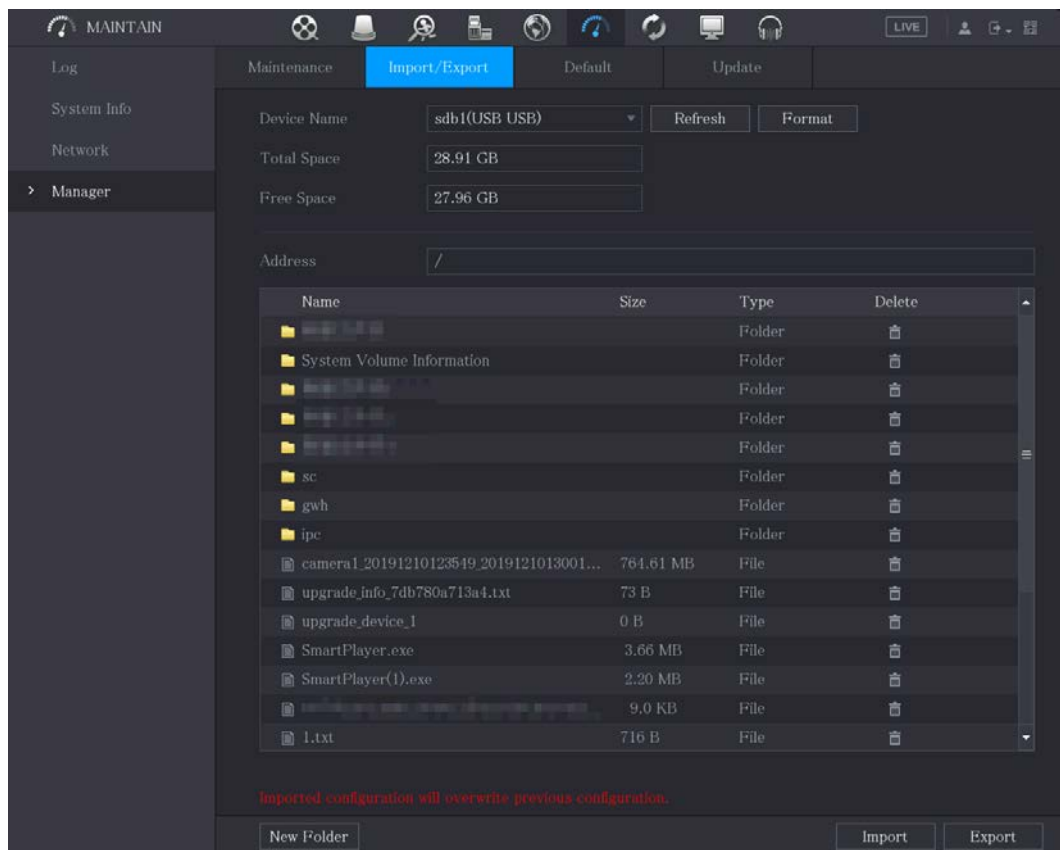 MAINTAIN LIVE
Log
System Info
Network
Manager
Maintenance Import/Export Default Update
Device Name sdb1(USB USB) Refresh Format
Total Space 28.91 GB
Free Space 27.96 GB
Address /
Name Size Type Delete
Folder
System Volume Information Folder
Folder
Folder
Folder
sc Folder
gwh Folder
ipc Folder
camera1_20191210123549_2019121013001... 764.61 MB File
upgrade_info_7db780a713a4.txt 73 B File
upgrade_device_1 0 B File
SmartPlayer.exe 3.66 MB File
SmartPlayer(1).exe 2.20 MB File
9.0 KB File
1.txt 716 B File
Imported configuration will overwrite previous configuration.
New Folder Import Export